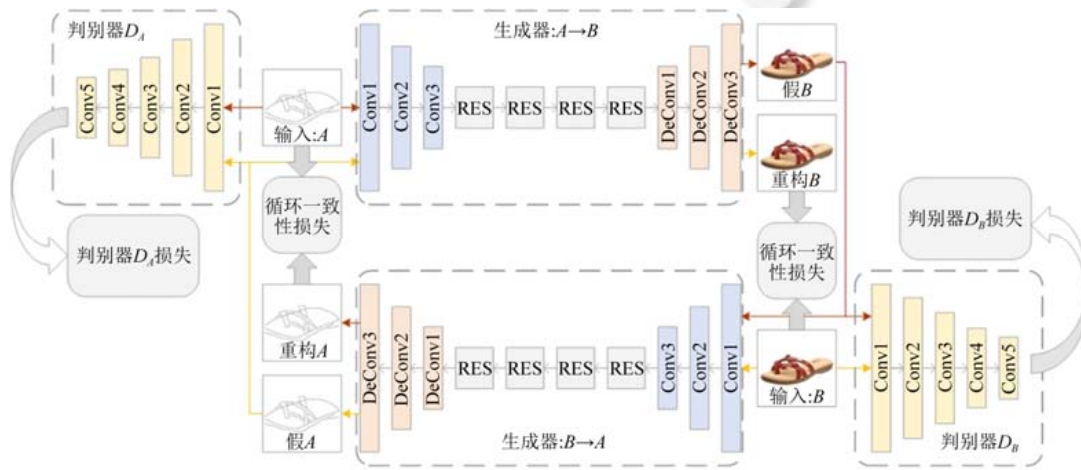 判别器D_A
Conv5
Conv4
Conv3
Conv2
Conv1
输入:A
生成器:A→B
Conv1
Conv2
Conv3
RES
RES
RES
RES
DeConv1
DeConv2
DeConv3
假B
重构B
循环一致
性损失
判别器D_A损失
循环一致
性损失
判别器D_B损失
重构A
假A
DeConv3
DeConv2
DeConv1
RES
RES
RES
RES
Conv3
Conv2
Conv1
生成器:B→A
输入:B
Conv1
Conv2
Conv3
Conv4
Conv5
判别器D_B